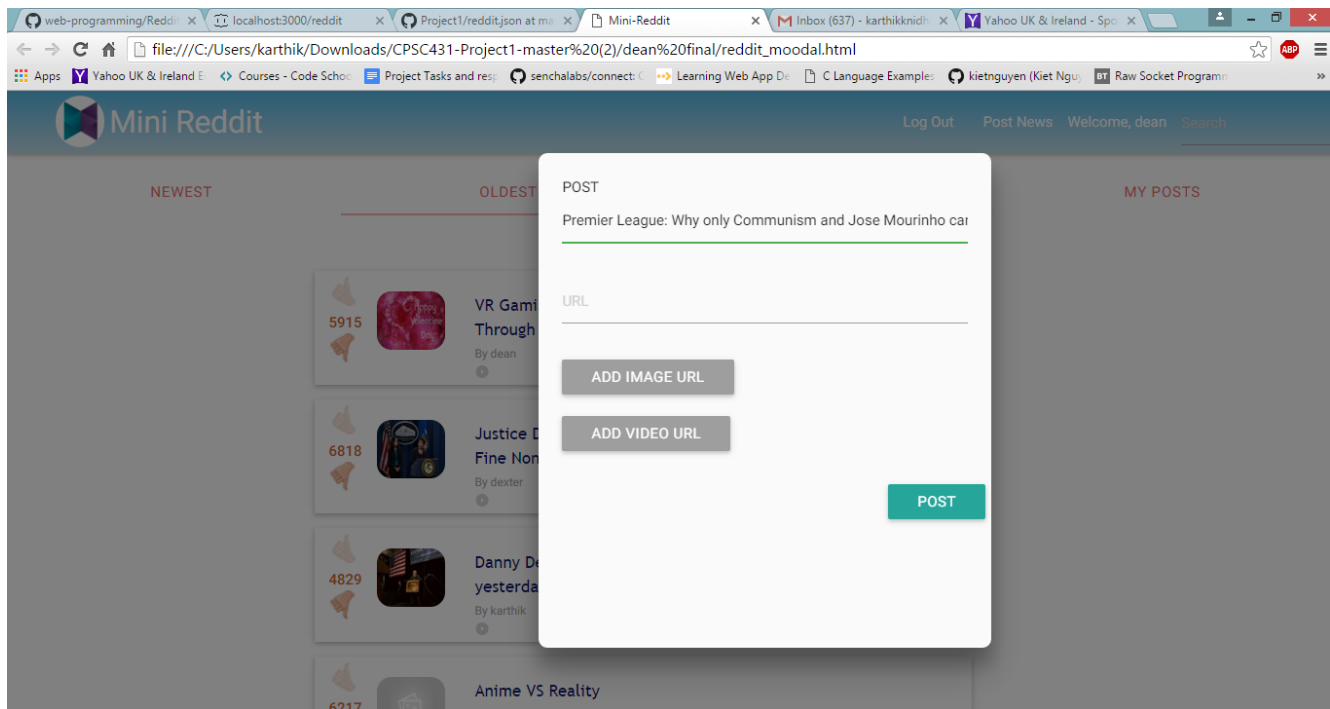 web-programming/Reddi
localhost:3000/reddit
Project1/reddit.json at ma
Mini-Reddit
Inbox (637) - karthikknidh
Yahoo UK & Ireland - Spo
file:///C:/Users/karthik/Downloads/CPSC431-Project1-master%20(2)/dean%20final/reddit_moodal.html
ABP
Apps
Yahoo UK & Ireland E
Courses - Code Schoo
Project Tasks and resp
senchalabs/connect: C
Learning Web App De
C Language Examples
kietnguyen (Kiet Nguy
BT Raw Socket Programm
»
Mini Reddit
Log Out
Post News
Welcome, dean
Search
NEWEST
OLDEST
MY POSTS
POST
Premier League: Why only Communism and Jose Mourinho car
URL
ADD IMAGE URL
ADD VIDEO URL
POST
5915
Happy Valentine Day
VR Gami
Through
By dean
6818
Justice D
Fine Non
By dexter
4829
Danny De
yesterda
By karthik
6217
Anime VS Reality